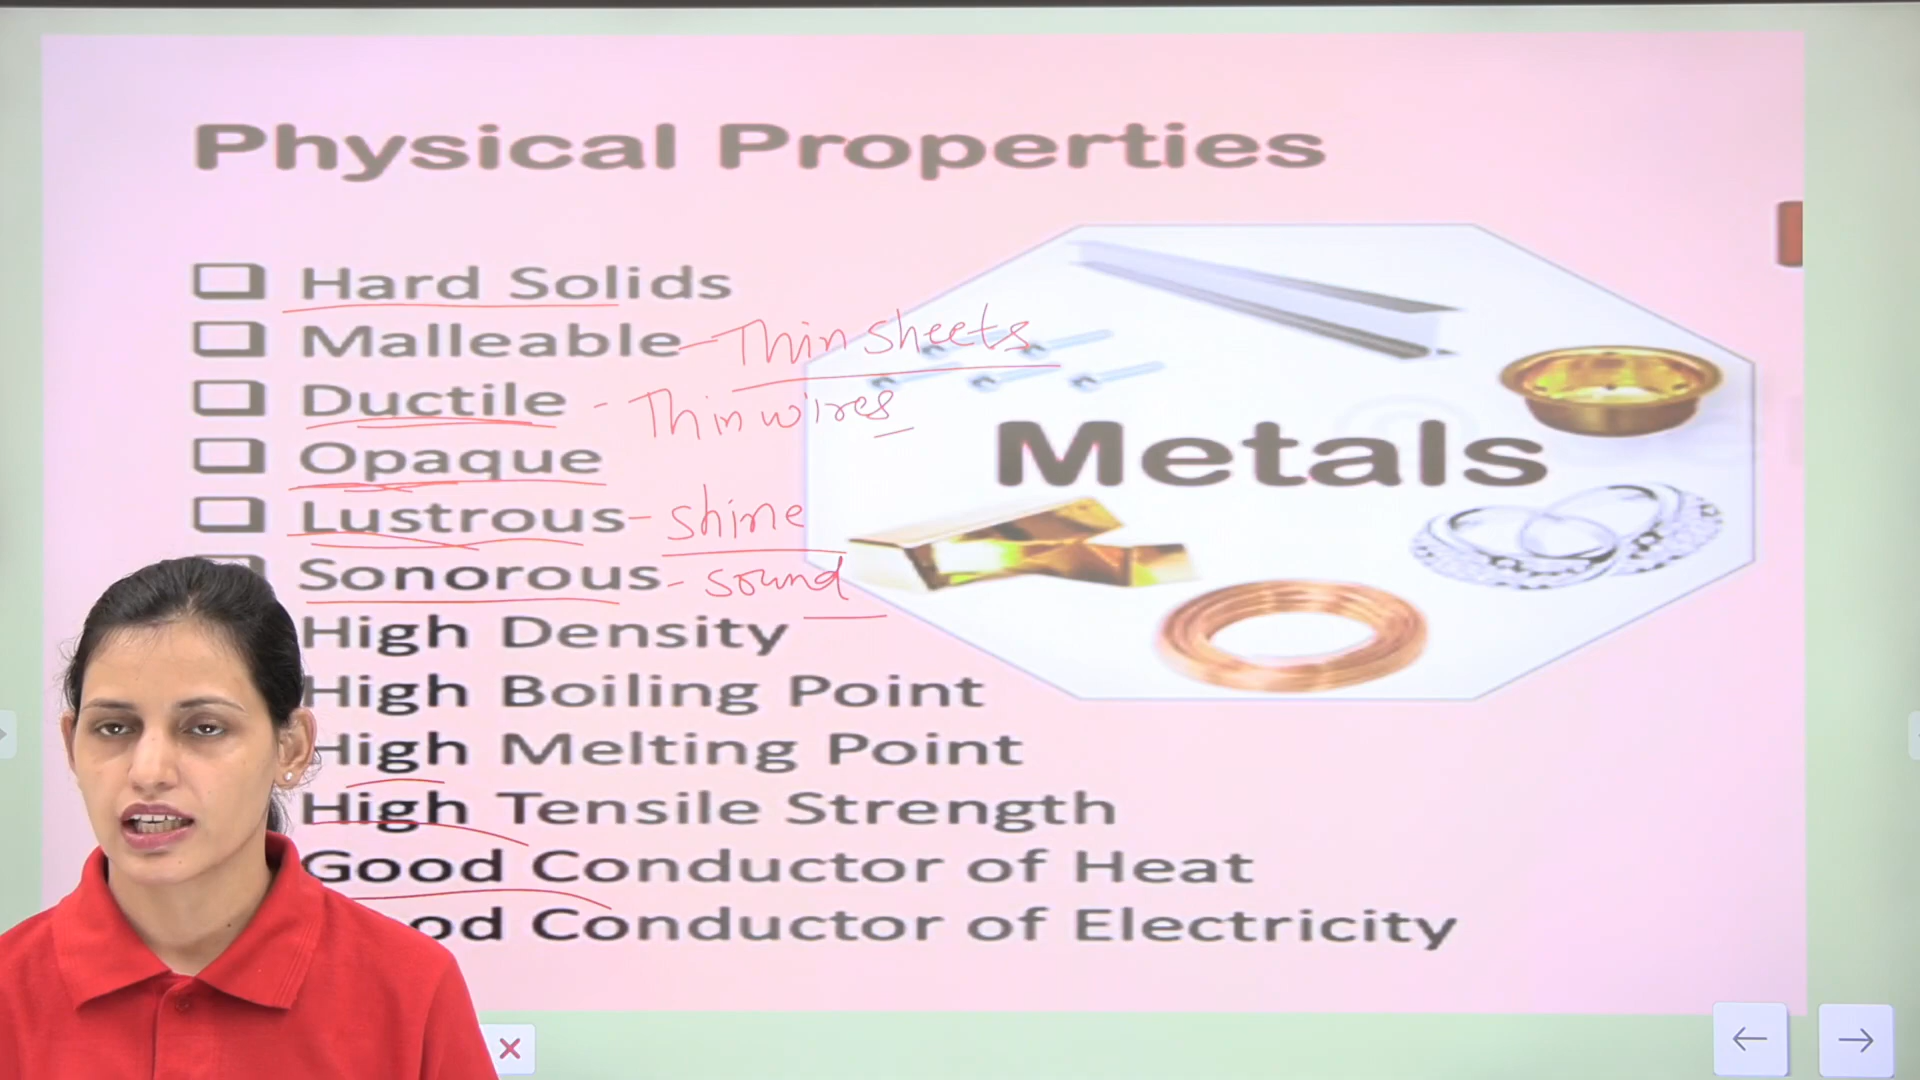 Physical Properties
Hard Solids
Malleable - Thin sheets
Ductile - Thin wires
Opaque
Lustrous - shine
Sonorous - sound
High Density
High Boiling Point
High Melting Point
High Tensile Strength
Good Conductor of Heat
od Conductor of Electricity
Metals